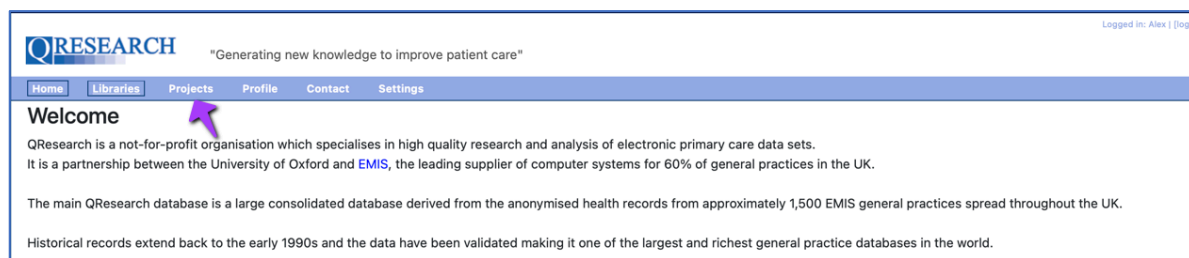 Logged in: Alex | [log
QRESEARCH
"Generating new knowledge to improve patient care"
Home Libraries Projects Profile Contact Settings
Welcome
QResearch is a not-for-profit organisation which specialises in high quality research and analysis of electronic primary care data sets.
It is a partnership between the University of Oxford and EMIS, the leading supplier of computer systems for 60% of general practices in the UK.
The main QResearch database is a large consolidated database derived from the anonymised health records from approximately 1,500 EMIS general practices spread throughout the UK.
Historical records extend back to the early 1990s and the data have been validated making it one of the largest and richest general practice databases in the world.